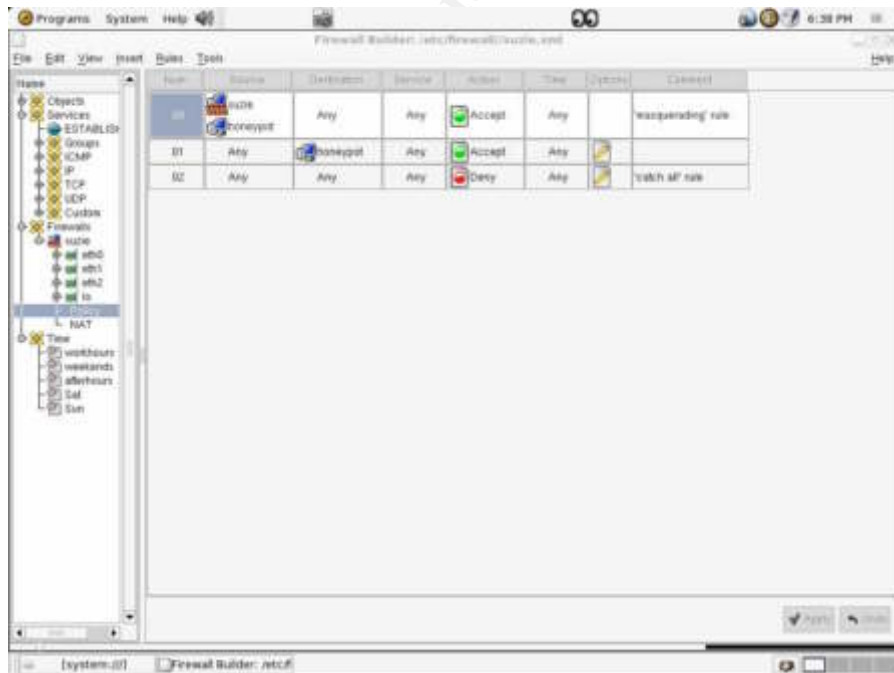 Programs System Help 6:38 PM
Firewall Builder: /etc/firewall/suzie.xml
File Edit View Insert Rules Tools Help
Name
Objects
Services
Groups
ICMP
IP
TCP
UDP
Custom
Firewalls
suzie
eth0
eth1
eth2
lo
Policy
NAT
Time
workhours
weekends
afterhours
Sat
Sun
Num Source Destination Service Action Time Options Comment
00 suzie honeypot Any Any Accept Any 'masquerading' rule
01 Any honeypot Any Accept Any
02 Any Any Any Deny Any 'catch all' rule
Apply Undo
[system:///] Firewall Builder: /etc/f